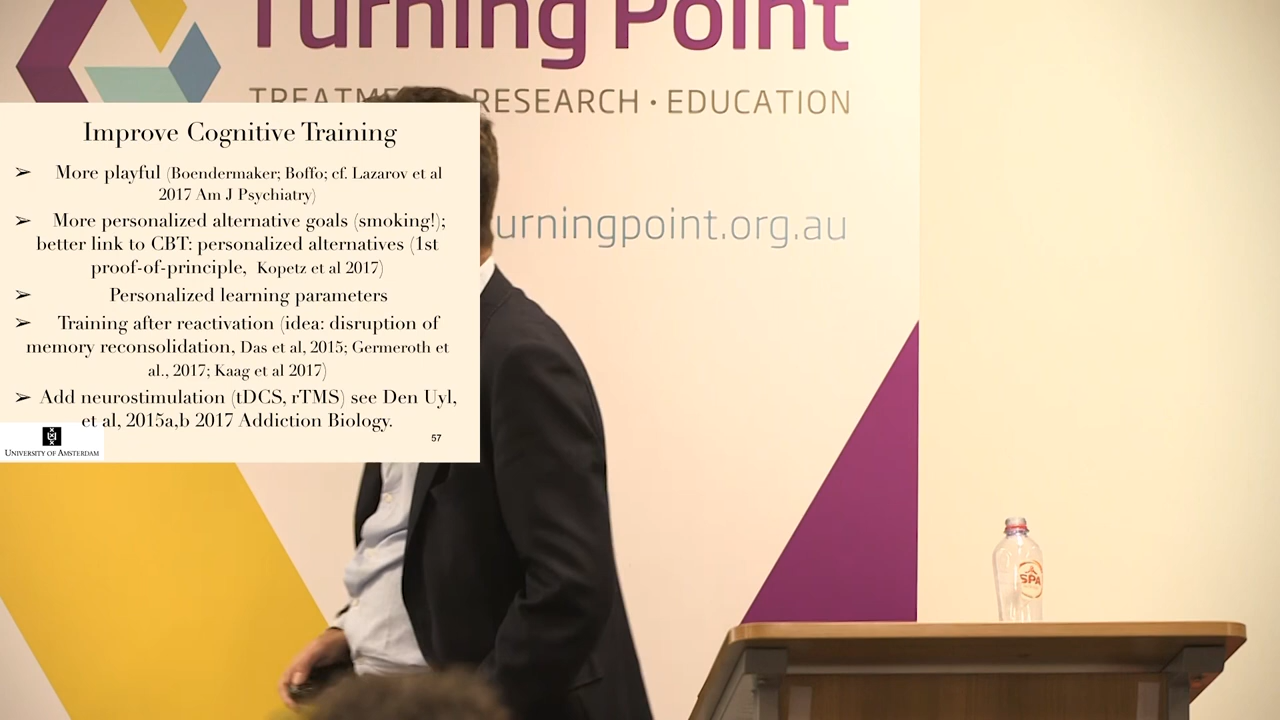 Turning Point
TREATME RESEARCH • EDUCATION
urningpoint.org.au
Improve Cognitive Training
➢ More playful (Boendermaker; Boffo; cf. Lazarov et al
2017 Am J Psychiatry)
➢ More personalized alternative goals (smoking!);
better link to CBT: personalized alternatives (1st
proof-of-principle, Kopetz et al 2017)
➢ Personalized learning parameters
➢ Training after reactivation (idea: disruption of
memory reconsolidation, Das et al, 2015; Germeroth et
al., 2017; Kaag et al 2017)
➢ Add neurostimulation (tDCS, rTMS) see Den Uyl,
et al, 2015a,b 2017 Addiction Biology.
57
UNIVERSITY OF AMSTERDAM
SPA